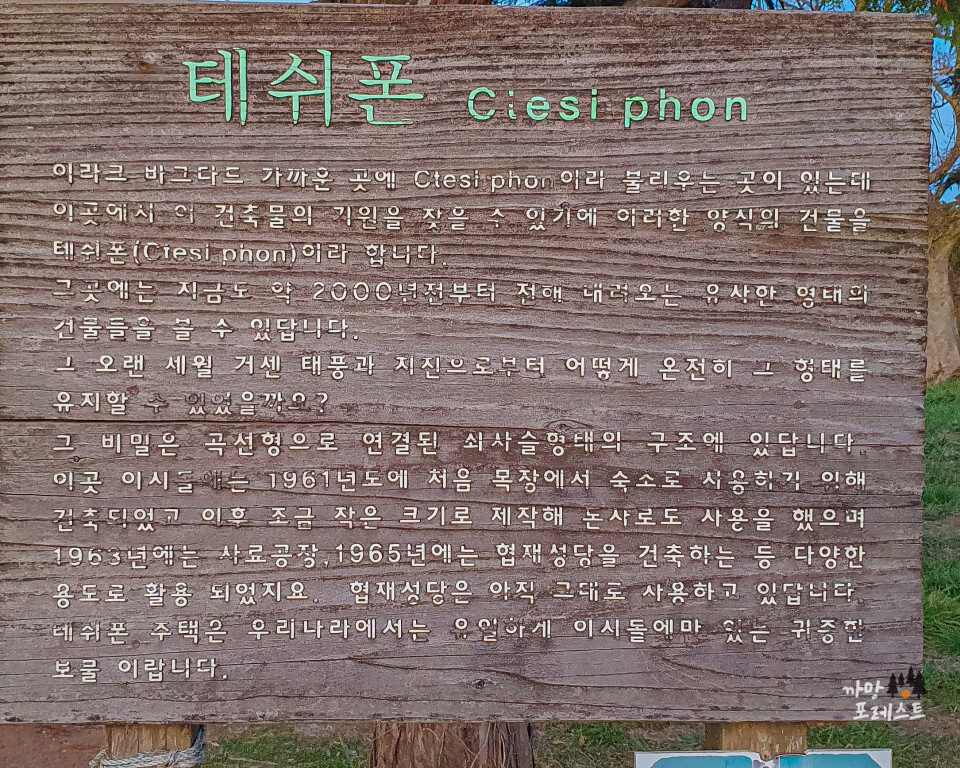 테쉬폰 Ctesi phon
이라크 바그다드 가까운 곳에 Ctesi phon이라 불리우는 곳이 있는데
이곳에서 이 건축물의 기원을 찾을 수 있기에 이러한 양식의 건물을
테쉬폰(Ctesi phon)이라 합니다.
그곳에는 지금도 약 2000년전부터 전해 내려오는 유사한 형태의
건물들을 볼 수 있답니다.
그 오랜 세월 거센 태풍과 지진으로부터 어떻게 온전히 그 형태를
유지할 수 있었을까요?
그 비밀은 곡선형으로 연결된 쇠사슬형태의 구조에 있답니다.
이곳 이시돌에는 1961년도에 처음 목장에서 숙소로 사용하기 위해
건축되었고 이후 조금 작은 크기로 제작해 돈사로도 사용을 했으며
1963년에는 사료공장,1965년에는 협재성당을 건축하는 등 다양한
용도로 활용 되었지요. 협재성당은 아직 그대로 사용하고 있답니다.
테쉬폰 주택은 우리나라에서는 유일하게 이시돌에만 있는 귀중한
보물 이랍니다.
까망
포레스트